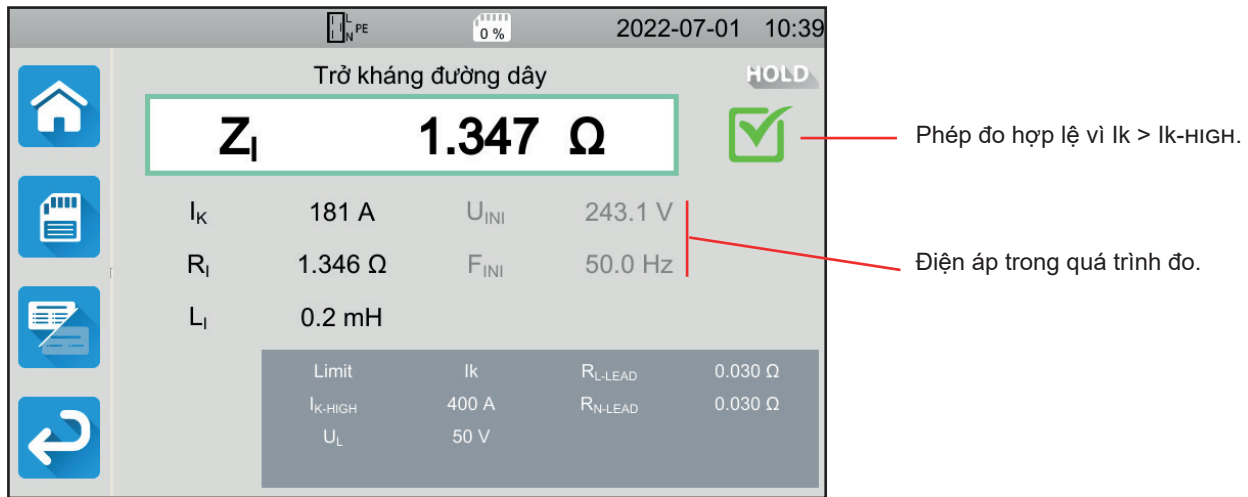 L N PE 0 % 2022-07-01 10:39
Trở kháng đường dây HOLD
ZI 1.347 Ω
Phép đo hợp lệ vì Ik > Ik-HIGH.
IK 181 A UINI 243.1 V
RI 1.346 Ω FINI 50.0 Hz
Điện áp trong quá trình đo.
LI 0.2 mH
Limit Ik RL-LEAD 0.030 Ω
IK-HIGH 400 A RN-LEAD 0.030 Ω
UL 50 V